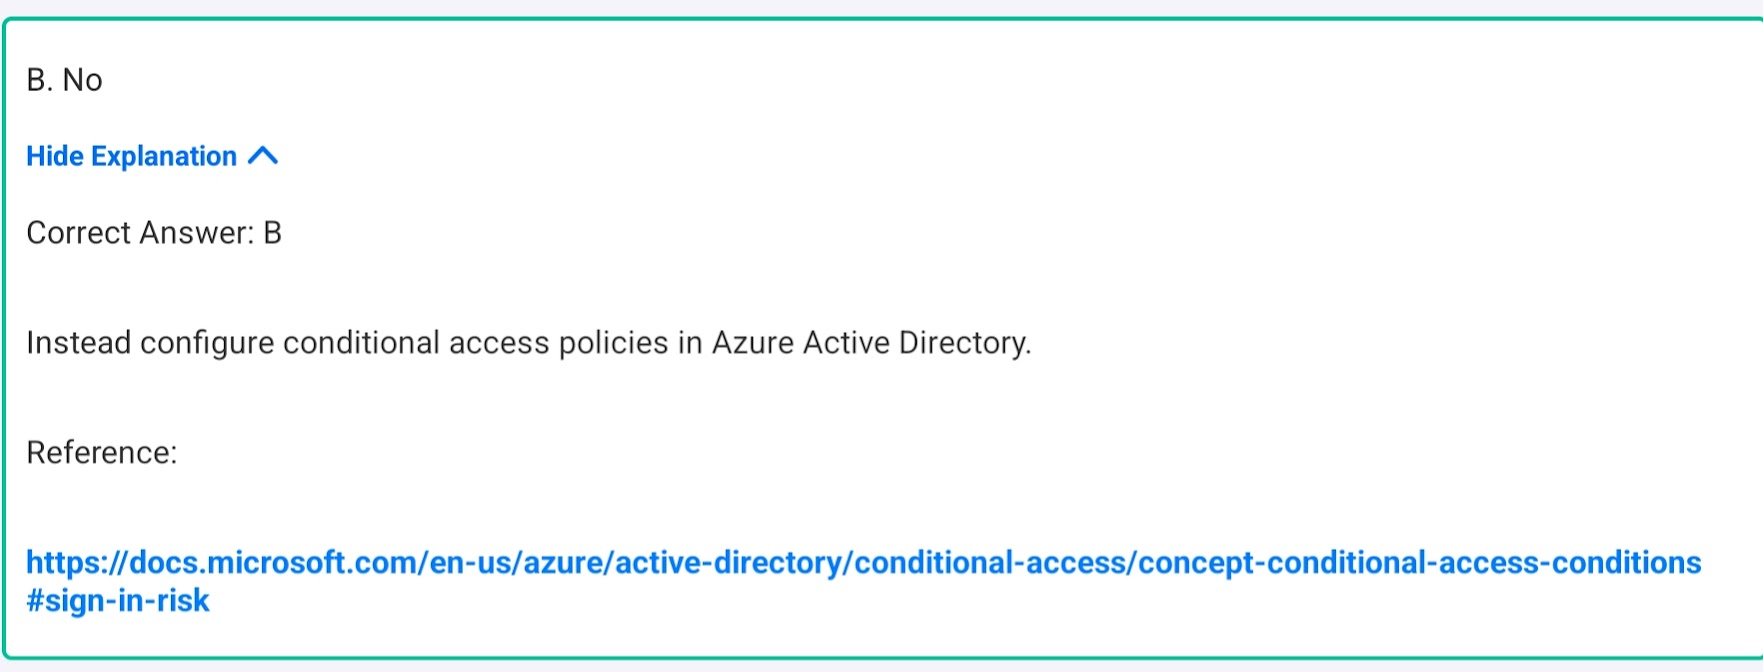 B. No
Hide Explanation
Correct Answer: B
Instead configure conditional access policies in Azure Active Directory.
Reference:
https://docs.microsoft.com/en-us/azure/active-directory/conditional-access/concept-conditional-access-conditions
#sign-in-risk